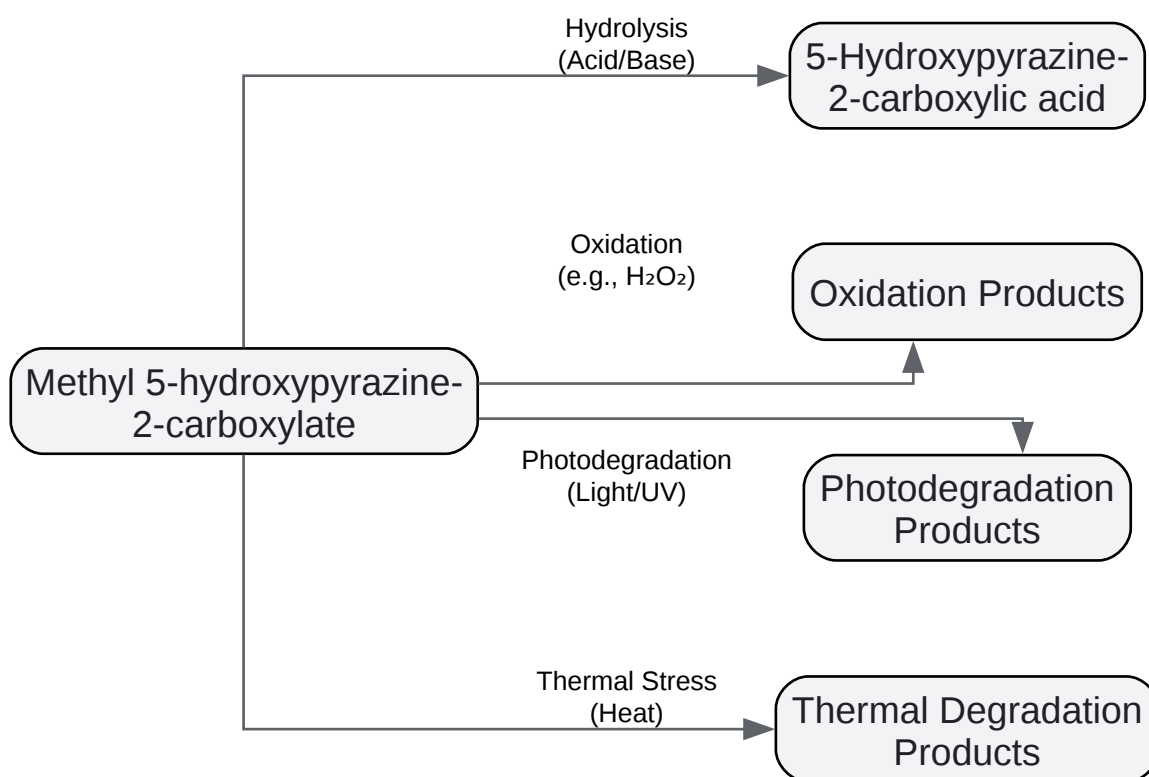 Hydrolysis
(Acid/Base)
5-Hydroxypyrazine-
2-carboxylic acid
Oxidation
(e.g., H₂O₂)
Oxidation Products
Methyl 5-hydroxypyrazine-
2-carboxylate
Photodegradation
(Light/UV)
Photodegradation
Products
Thermal Stress
(Heat)
Thermal Degradation
Products